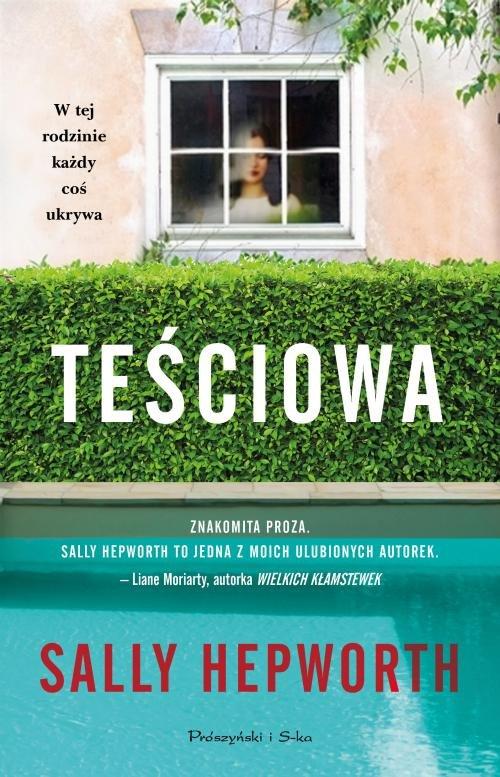 W tej
rodzinie
każdy
coś
ukrywa
TEŚCIOWA
ZNAKOMITA PROZA.
SALLY HEPWORTH TO JEDNA Z MOICH ULUBIONYCH AUTOREK.
– Liane Moriarty, autorka WIELKICH KŁAMSTEWEK
SALLY HEPWORTH
Prószyński i S-ka